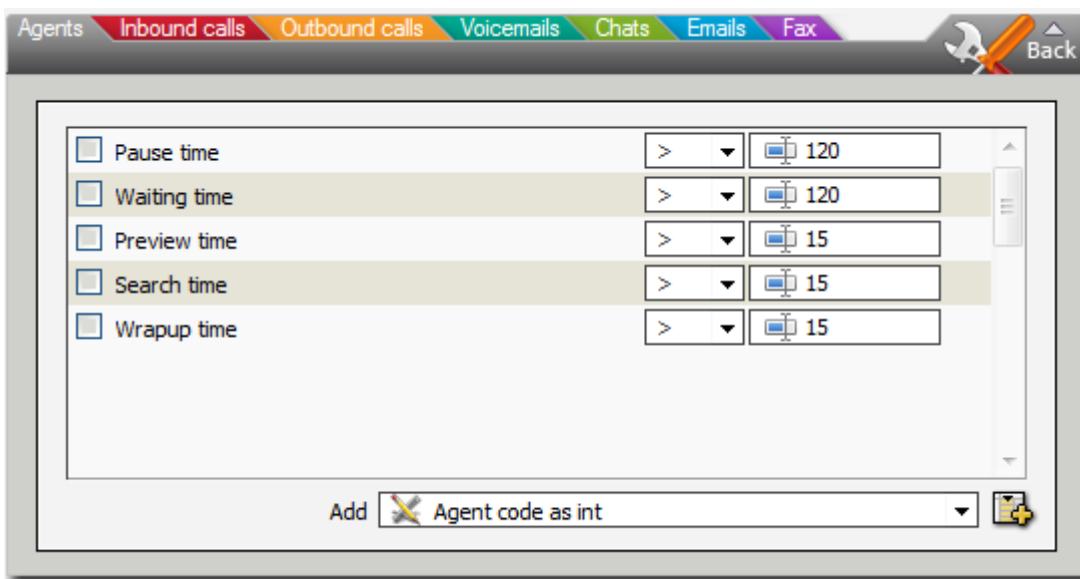 Agents Inbound calls Outbound calls Voicemails Chats Emails Fax
Back
Pause time > 120
Waiting time > 120
Preview time > 15
Search time > 15
Wrapup time > 15
Add Agent code as int